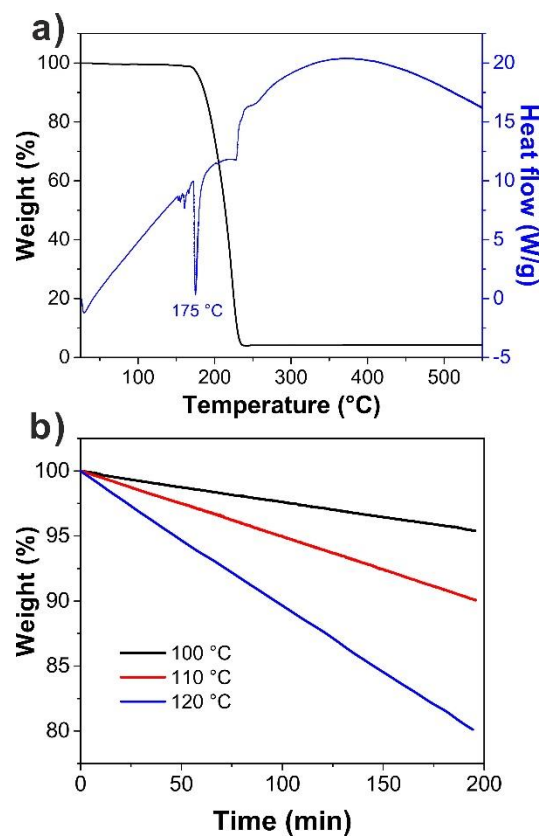 a)
100
80
60
40
20
0
Weight (%)
20
15
10
5
0
-5
Heat flow (W/g)
175 °C
100 200 300 400 500
Temperature (°C)
b)
100
95
90
85
80
Weight (%)
100 °C
110 °C
120 °C
0 50 100 150 200
Time (min)